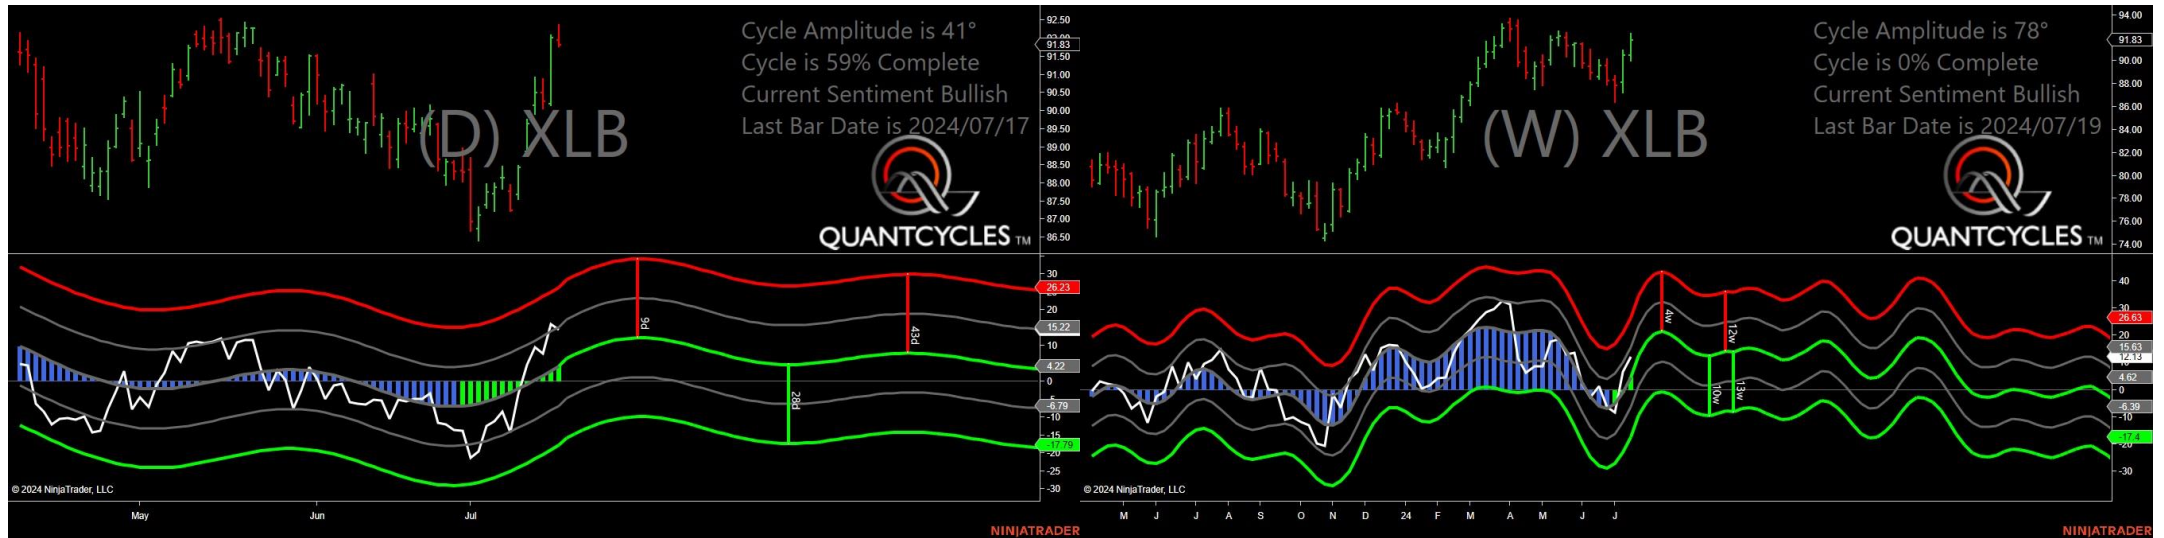 Cycle Amplitude is 41°
Cycle is 59% Complete
Current Sentiment Bullish
Last Bar Date is 2024/07/17
(D) XLB
QUANTCYCLES TM
92.50
92.00
91.83
91.50
91.00
90.50
90.00
89.50
89.00
88.50
88.00
87.50
87.00
86.50
9d
43d
28d
30
26.23
20
15.22
10
4.22
0
-5
-6.79
-10
-15
-17.79
-20
-25
-30
© 2024 NinjaTrader, LLC
May Jun Jul
NINJATRADER
Cycle Amplitude is 78°
Cycle is 0% Complete
Current Sentiment Bullish
Last Bar Date is 2024/07/19
(W) XLB
QUANTCYCLES TM
94.00
91.83
90.00
88.00
86.00
84.00
82.00
80.00
78.00
76.00
74.00
4w
12w
10w
13w
40
30
26.63
20
15.63
12.13
4.62
0
-6.39
-10
-17.4
-20
-30
© 2024 NinjaTrader, LLC
M J J A S O N D 24 F M A M J J
NINJATRADER